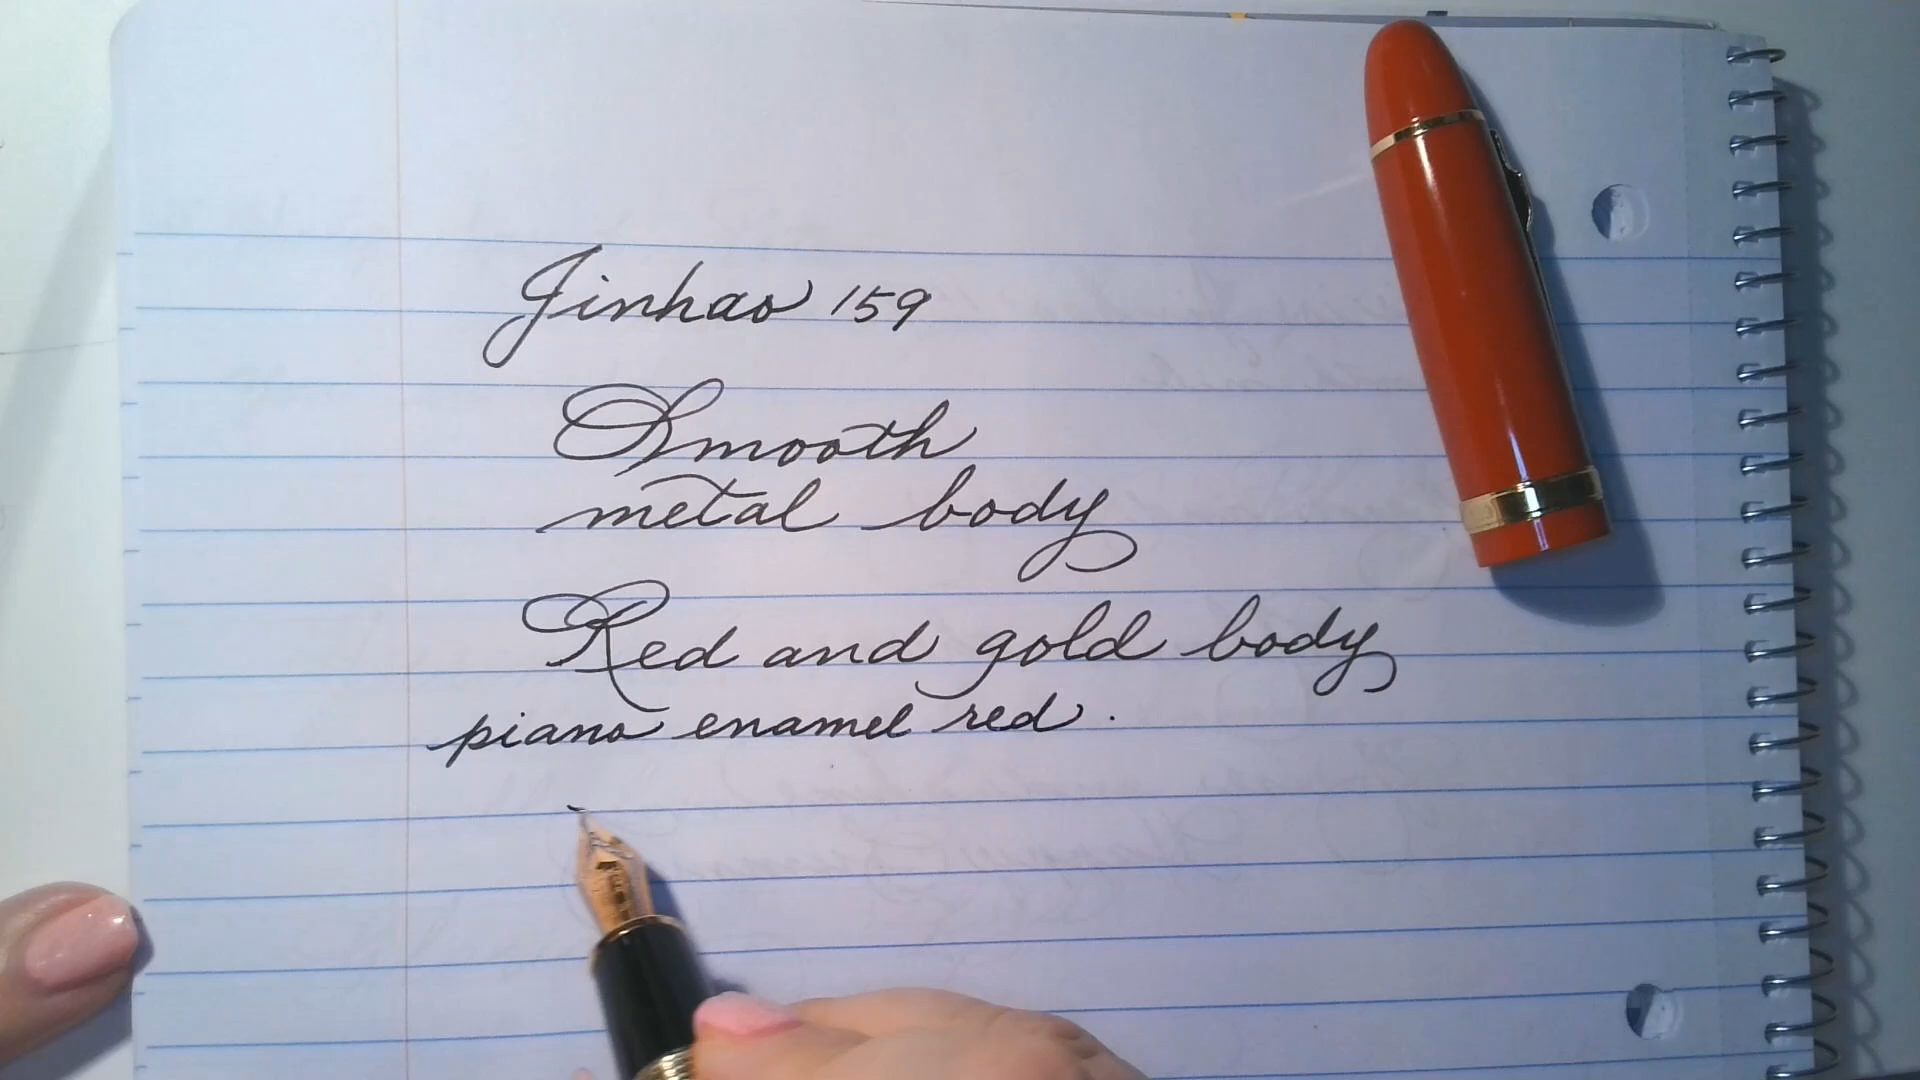 Jinhao 159
Smooth
metal body
Red and gold body
piano enamel red.